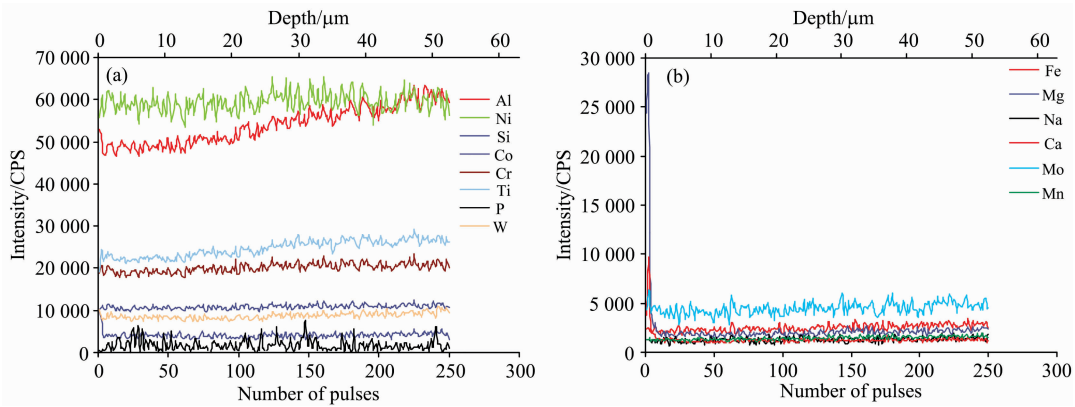 Depth/μm
0 10 20 30 40 50 60
70 000
60 000
50 000
40 000
30 000
20 000
10 000
0
Intensity/CPS
(a)
Al
Ni
Si
Co
Cr
Ti
P
W
0 50 100 150 200 250 300
Number of pulses
Depth/μm
0 10 20 30 40 50 60
30 000
25 000
20 000
15 000
10 000
5 000
0
Intensity/CPS
(b)
Fe
Mg
Na
Ca
Mo
Mn
0 50 100 150 200 250 300
Number of pulses